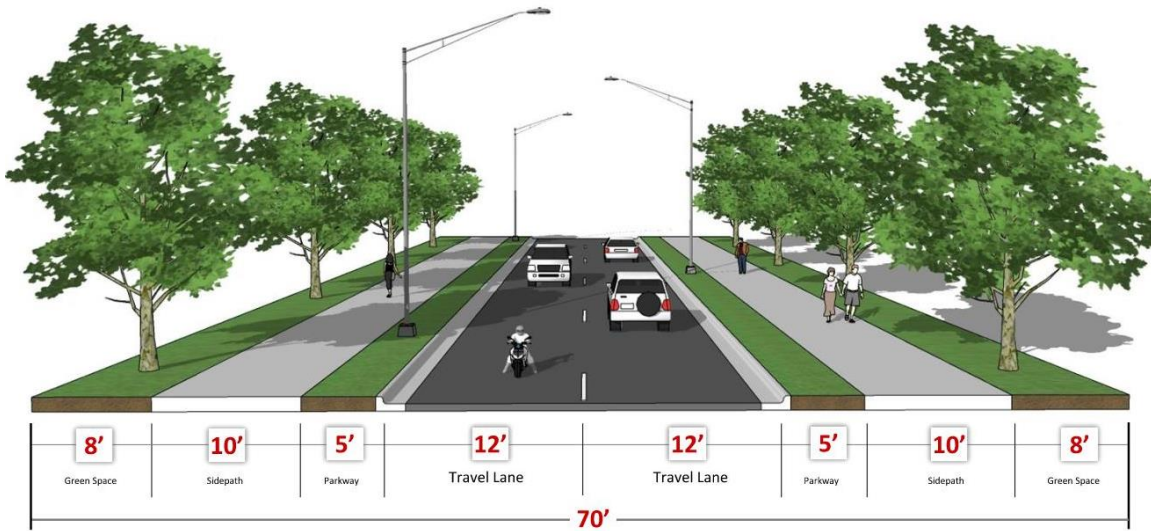 8’ 10’ 5’ 12’ 12’ 5’ 10’ 8’
Green Space Sidepath Parkway Travel Lane Travel Lane Parkway Sidepath Green Space
70’